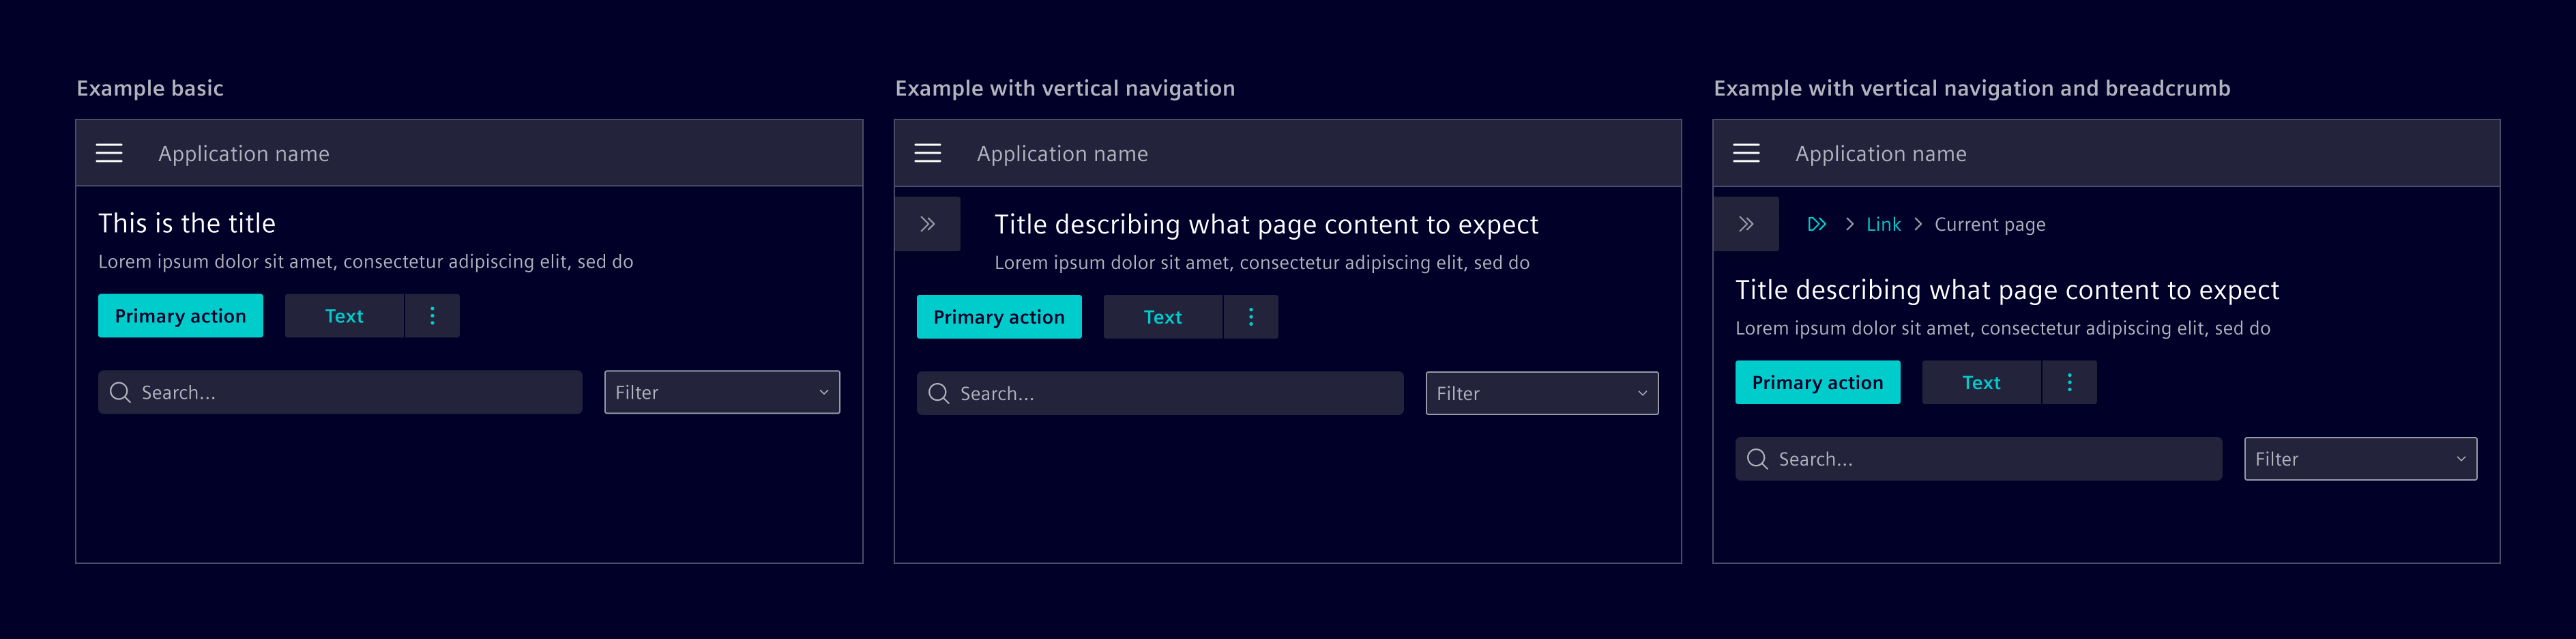 Example basic
Application name
This is the title
Lorem ipsum dolor sit amet, consectetur adipiscing elit, sed do
Primary action
Text
Search...
Filter
Example with vertical navigation
Application name
Title describing what page content to expect
Lorem ipsum dolor sit amet, consectetur adipiscing elit, sed do
Primary action
Text
Search...
Filter
Example with vertical navigation and breadcrumb
Application name
Link
Current page
Title describing what page content to expect
Lorem ipsum dolor sit amet, consectetur adipiscing elit, sed do
Primary action
Text
Search...
Filter